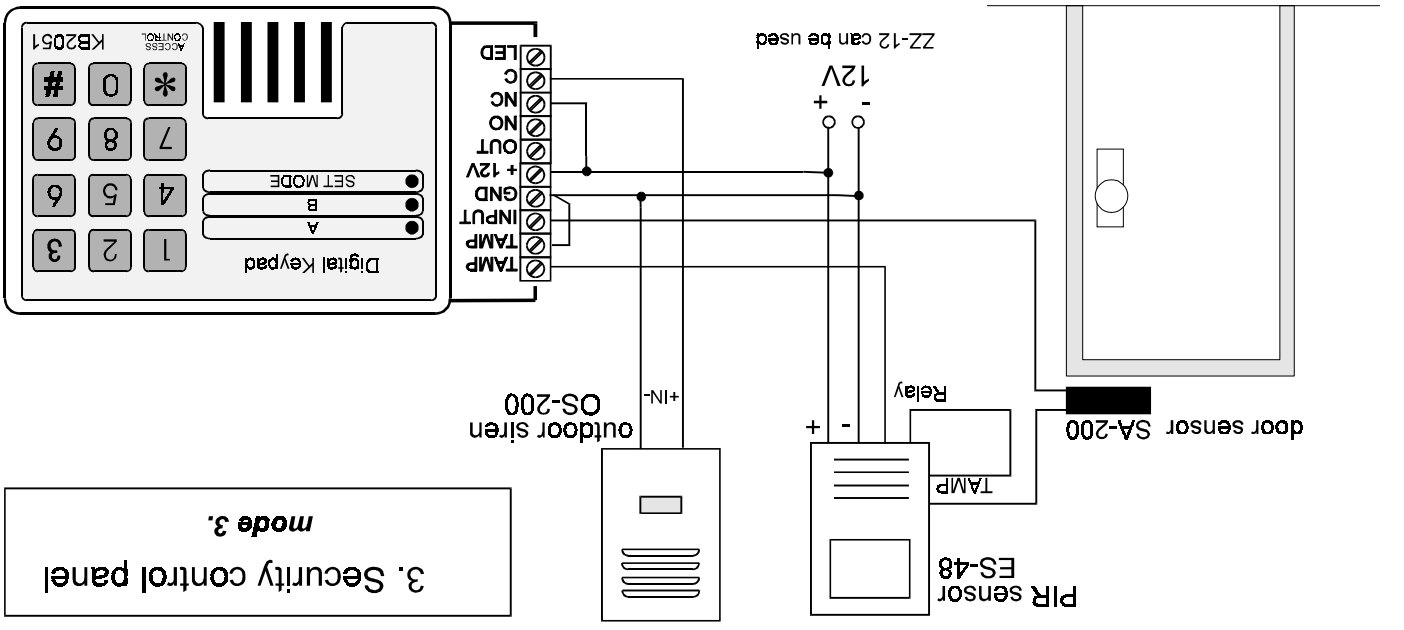 3. Security control panel
mode 3.
PIR sensor
ES-48
TAMP
Relay
-
+
outdoor siren
OS-200
+IN-
door sensor SA-200
Digital Keypad
A
B
SET MODE
1 2 3
4 5 6
7 8 9
* 0 #
ACCESS
CONTROL
KB2051
TAMP
TAMP
INPUT
GND
+ 12V
OUT
NO
NC
C
LED
- +
12V
ZZ-12 can be used